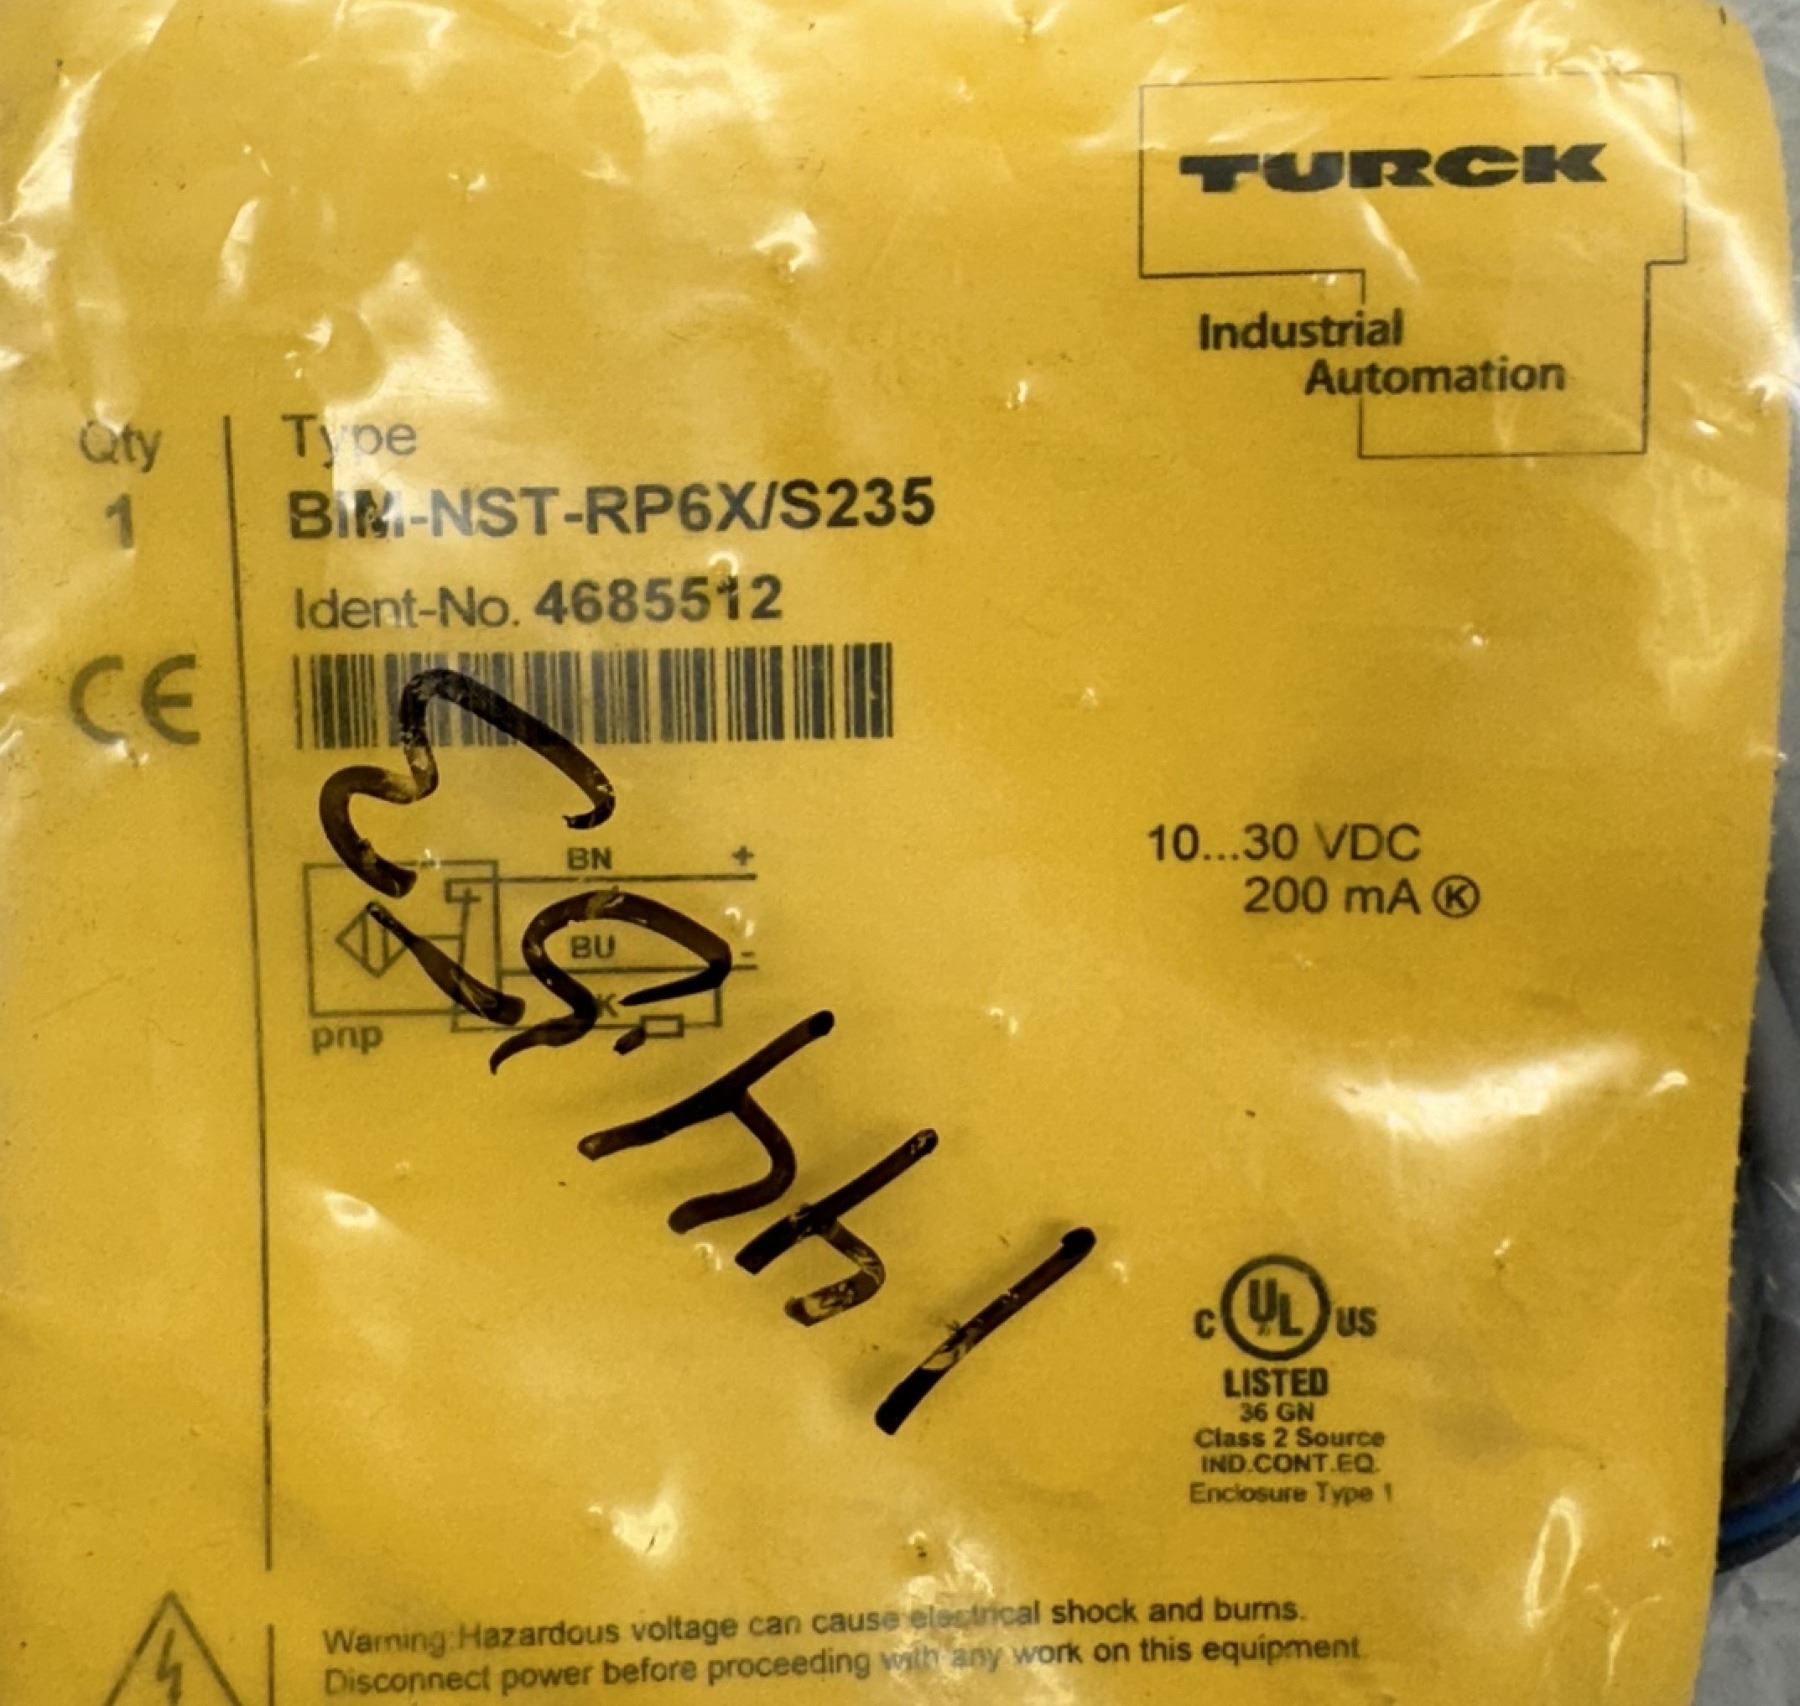 TURCK
Industrial
Automation
Qty
1
Type
BIM-NST-RP6X/S235
Ident-No. 4685512
CE
BN
+
BU
-
K
pnp
10...30 VDC
200 mA Ⓚ
C UL US
LISTED
36 GN
Class 2 Source
IND.CONT.EQ.
Enclosure Type 1
Warning:Hazardous voltage can cause electrical shock and burns.
Disconnect power before proceeding with any work on this equipment